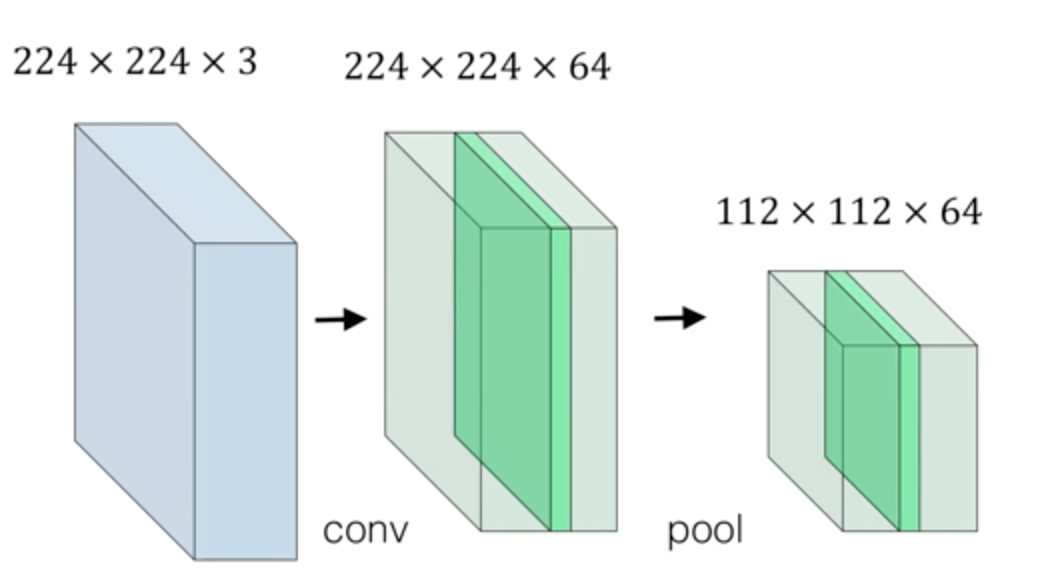 224 × 224 × 3
224 × 224 × 64
112 × 112 × 64
conv
pool